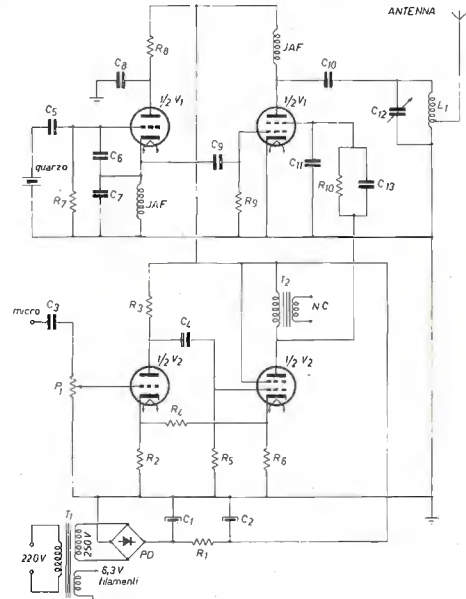 ANTENNA
R8
JAF
C8
C10
½ V1
½ V1
C5
C12
L1
C9
C6
C11
quarzo
C7
R10
C13
R7
JAF
R9
T2
R3
NC
C3
C4
micro
½ V2
½ V2
P1
R4
R2
R5
R6
T1
C1
C2
250V
220V
PD
R1
6,3V
filamenti